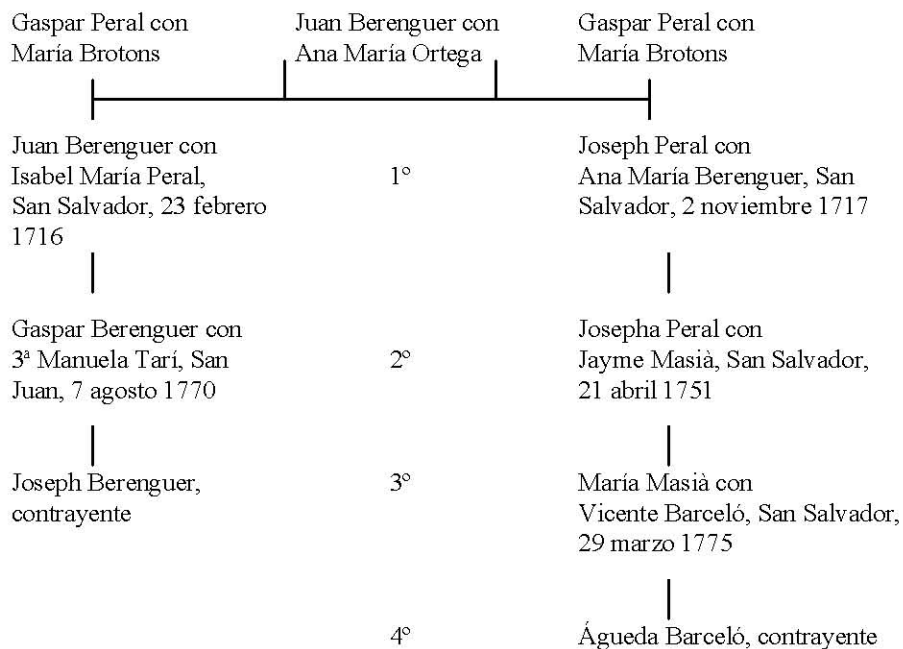 Gaspar Peral con
María Brotons
Juan Berenguer con
Ana María Ortega
Gaspar Peral con
María Brotons
Juan Berenguer con
Isabel María Peral,
San Salvador, 23 febrero
1716
1º
Joseph Peral con
Ana María Berenguer, San
Salvador, 2 noviembre 1717
Gaspar Berenguer con
3ª Manuela Tarí, San
Juan, 7 agosto 1770
2º
Josepha Peral con
Jayme Masià, San Salvador,
21 abril 1751
Joseph Berenguer,
contrayente
3º
María Masià con
Vicente Barceló, San Salvador,
29 marzo 1775
4º
Águeda Barceló, contrayente